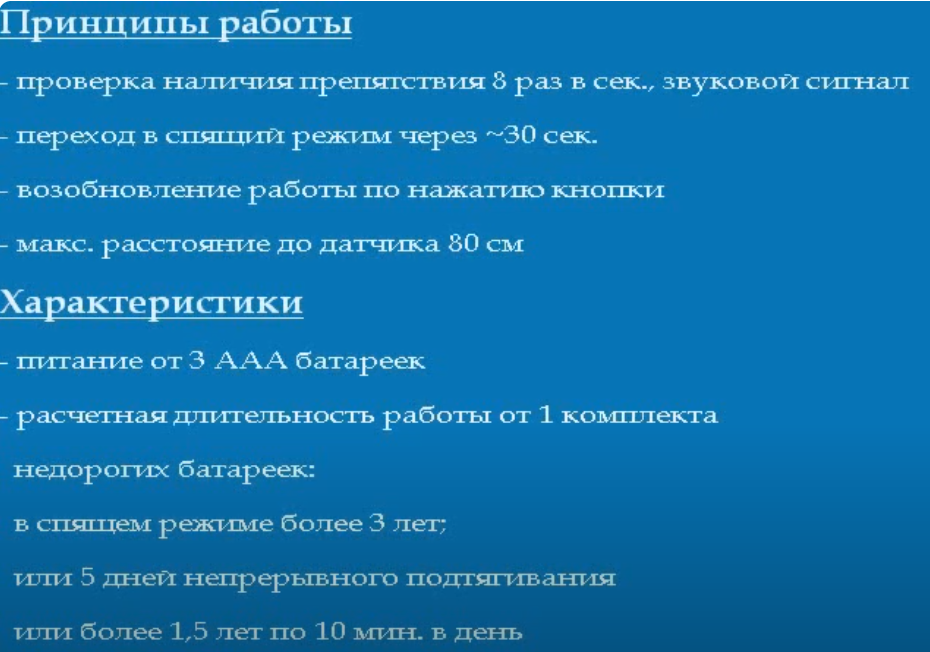 Принципы работы
- проверка наличия препятствия 8 раз в сек., звуковой сигнал
- переход в спящий режим через ~30 сек.
- возобновление работы по нажатию кнопки
- макс. расстояние до датчика 80 см
Характеристики
- питание от 3 ААА батареек
- расчетная длительность работы от 1 комплекта
недорогих батареек:
в спящем режиме более 3 лет;
или 5 дней непрерывного подтягивания
или более 1,5 лет по 10 мин. в день